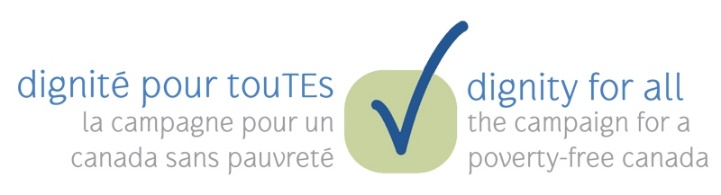 dignité pour touTEs
la campagne pour un
canada sans pauvreté
dignity for all
the campaign for a
poverty-free canada